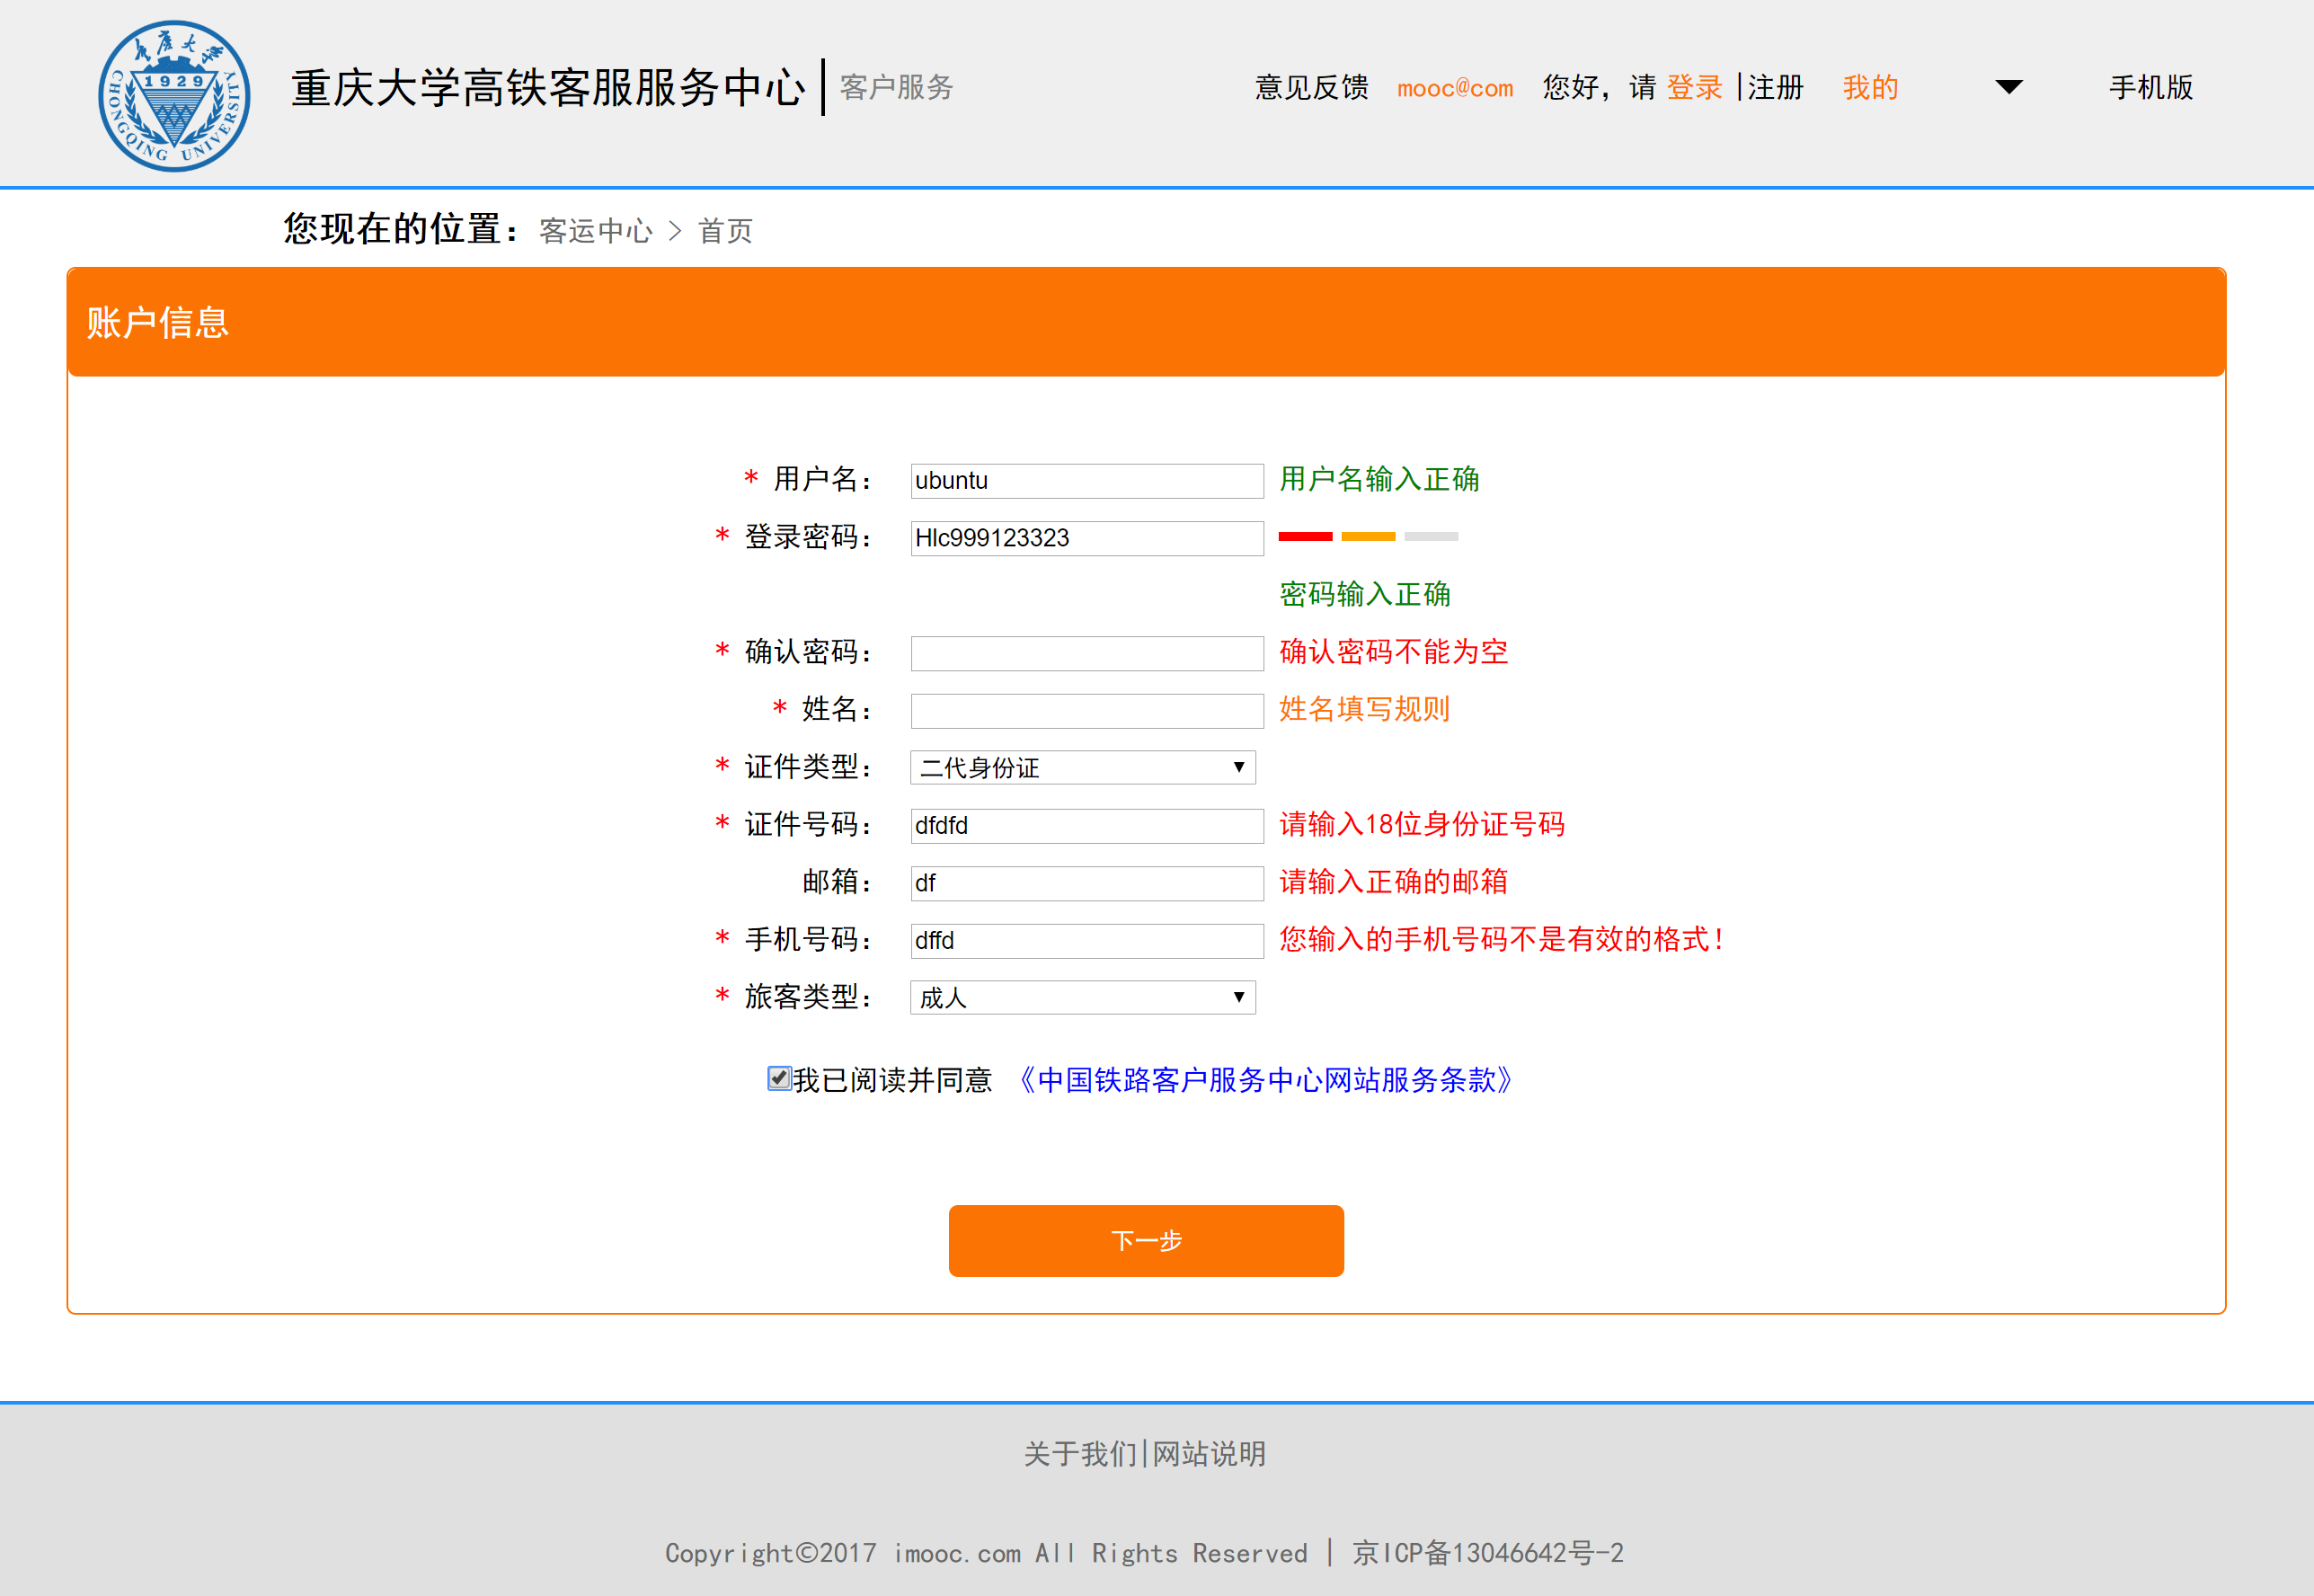 重庆大学
1929
CHONGQING UNIVERSITY
重庆大学高铁客服服务中心 客户服务 意见反馈 mooc@com 您好，请 登录 |注册 我的 手机版
您现在的位置：客运中心 > 首页
账户信息
* 用户名： ubuntu 用户名输入正确
* 登录密码： Hlc999123323
密码输入正确
* 确认密码： 确认密码不能为空
* 姓名： 姓名填写规则
* 证件类型： 二代身份证
* 证件号码： dfdfd 请输入18位身份证号码
邮箱： df 请输入正确的邮箱
* 手机号码： dffd 您输入的手机号码不是有效的格式！
* 旅客类型： 成人
我已阅读并同意 《中国铁路客户服务中心网站服务条款》
下一步
关于我们|网站说明
Copyright©2017 imooc.com All Rights Reserved | 京ICP备13046642号-2